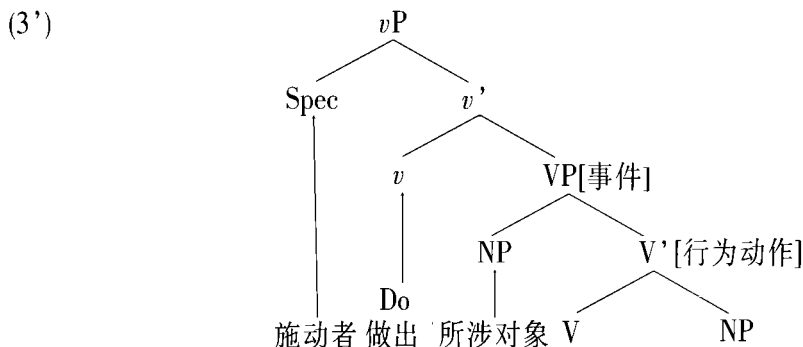 (3’) vP
Spec v’
v VP[事件]
NP V’[行为动作]
Do
施动者 做出 所涉对象 V NP